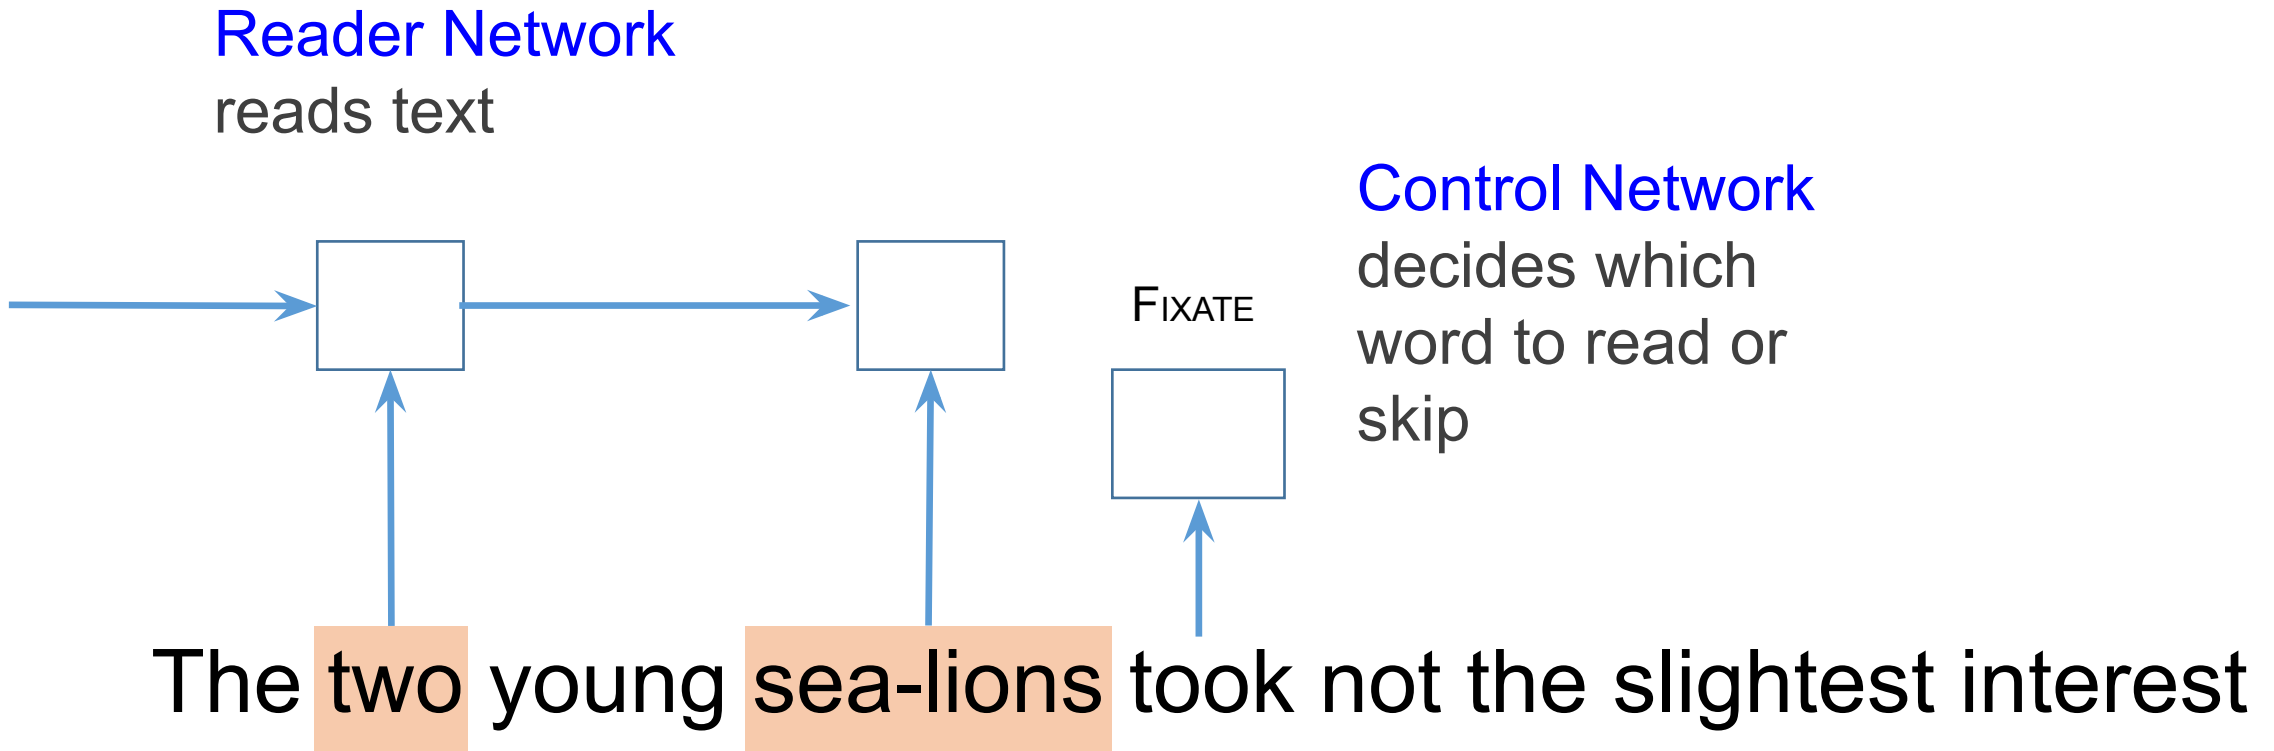 Reader Network
reads text
Control Network
decides which
word to read or
skip
FIXATE
The two young sea-lions took not the slightest interest